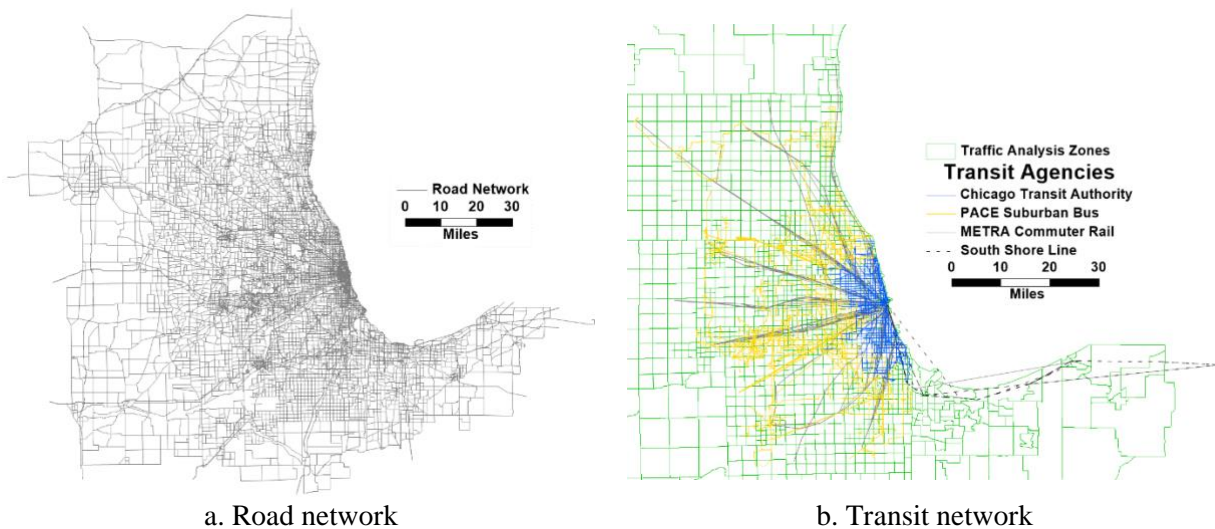 Road Network
0 10 20 30
Miles
a. Road network
Traffic Analysis Zones
Transit Agencies
Chicago Transit Authority
PACE Suburban Bus
METRA Commuter Rail
South Shore Line
0 10 20 30
Miles
b. Transit network